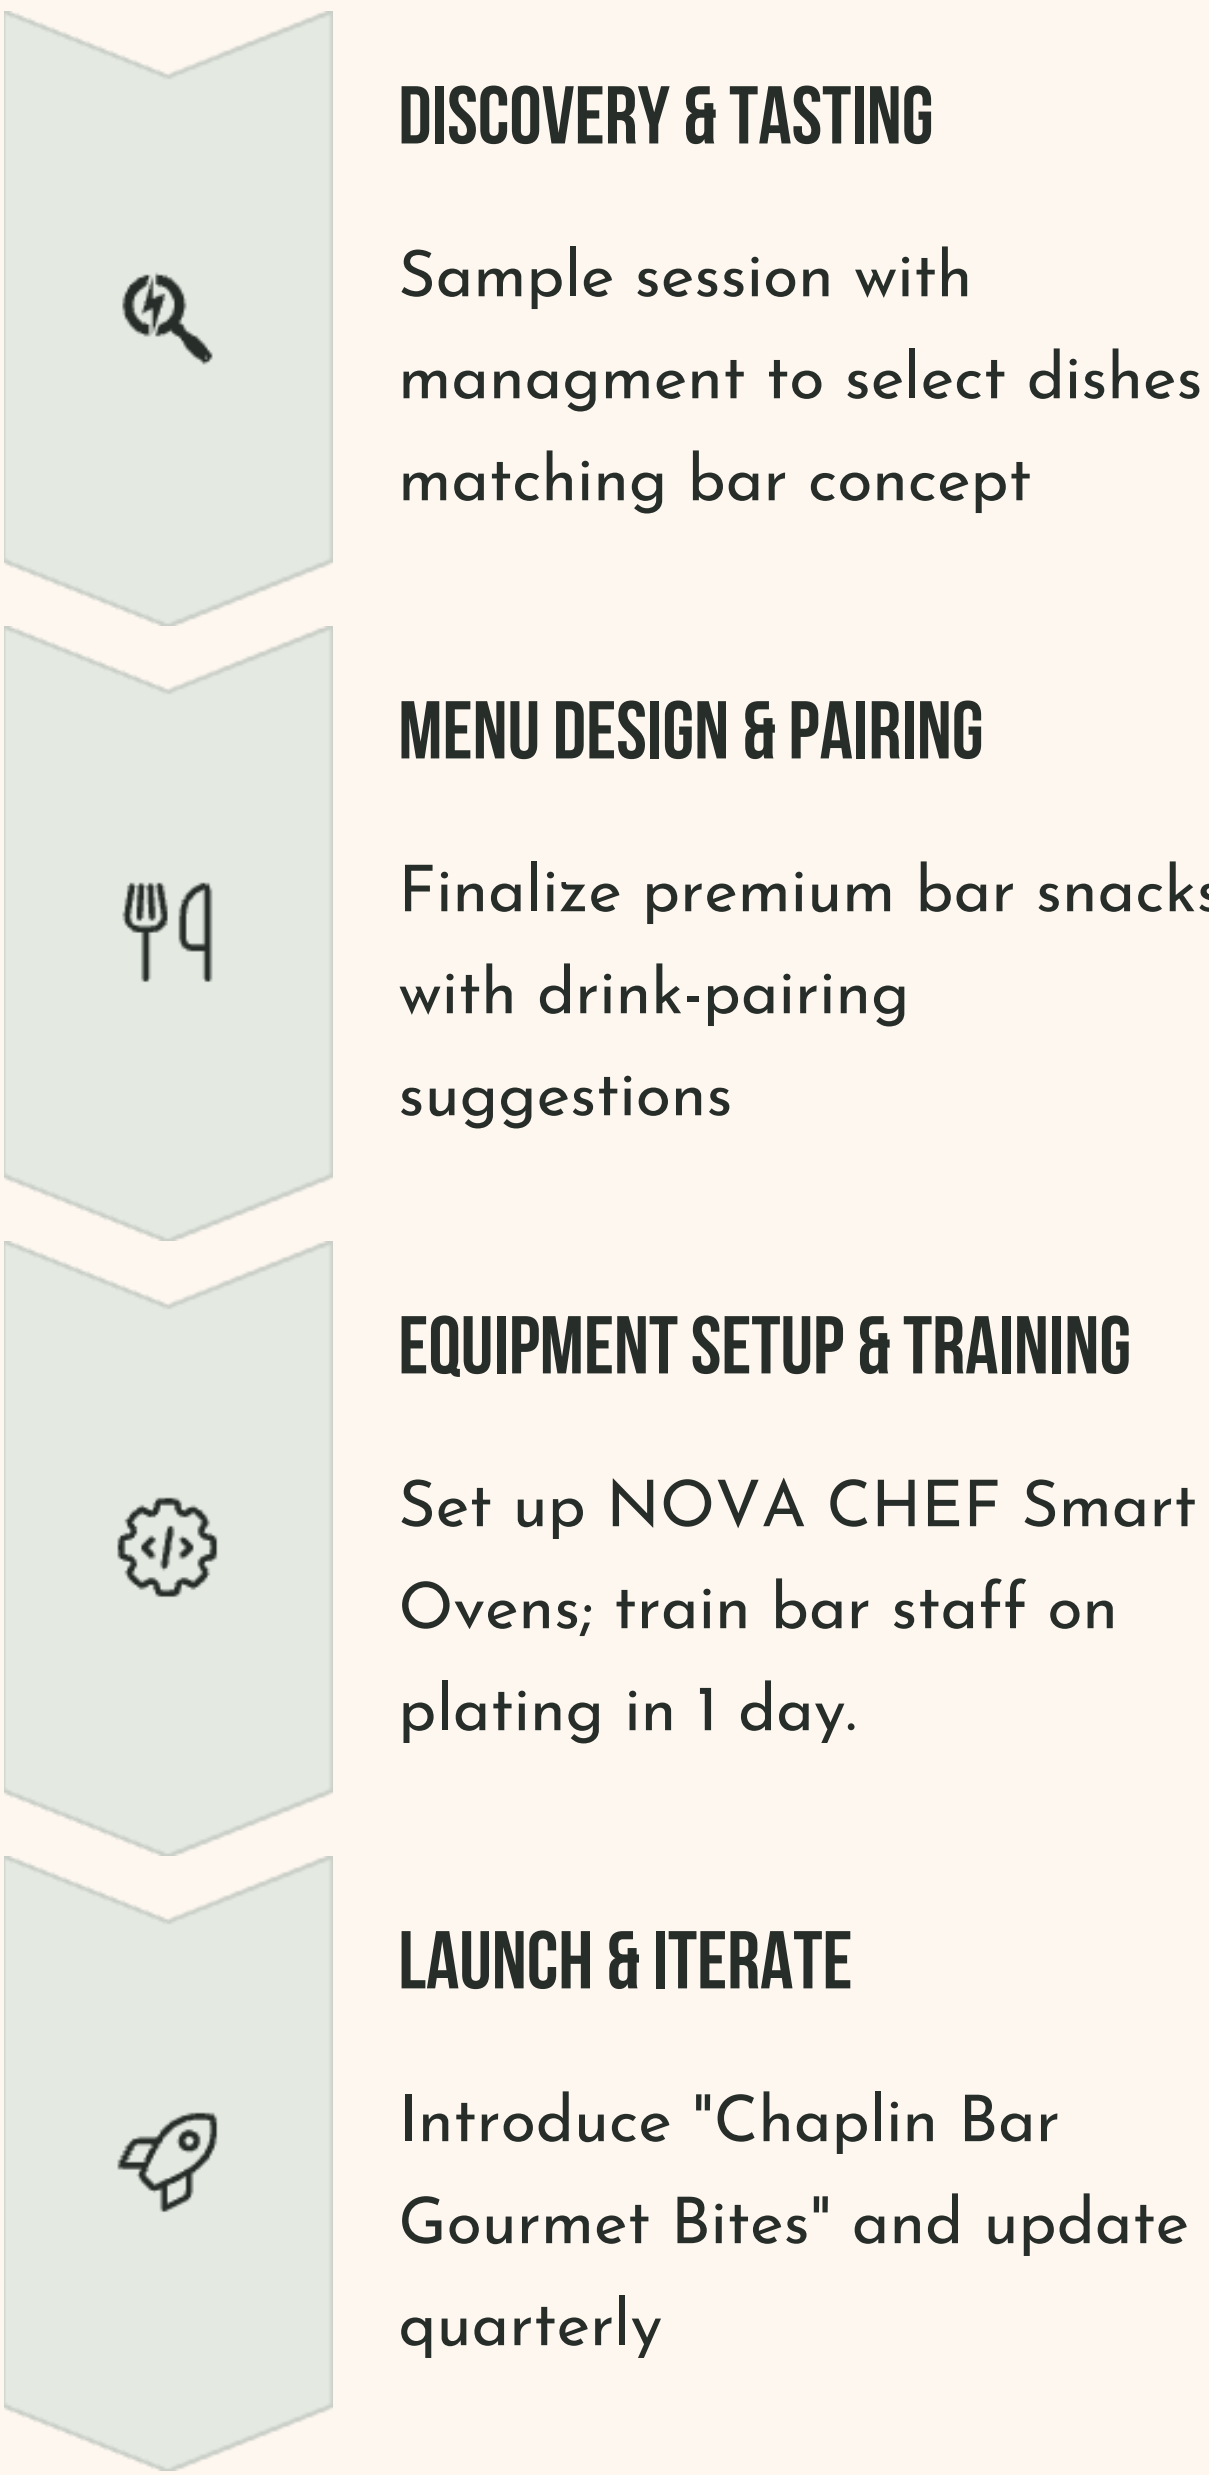 DISCOVERY & TASTING
Sample session with
managment to select dishes
matching bar concept
MENU DESIGN & PAIRING
Finalize premium bar snacks
with drink-pairing
suggestions
EQUIPMENT SETUP & TRAINING
Set up NOVA CHEF Smart
Ovens; train bar staff on
plating in 1 day.
LAUNCH & ITERATE
Introduce "Chaplin Bar
Gourmet Bites" and update
quarterly